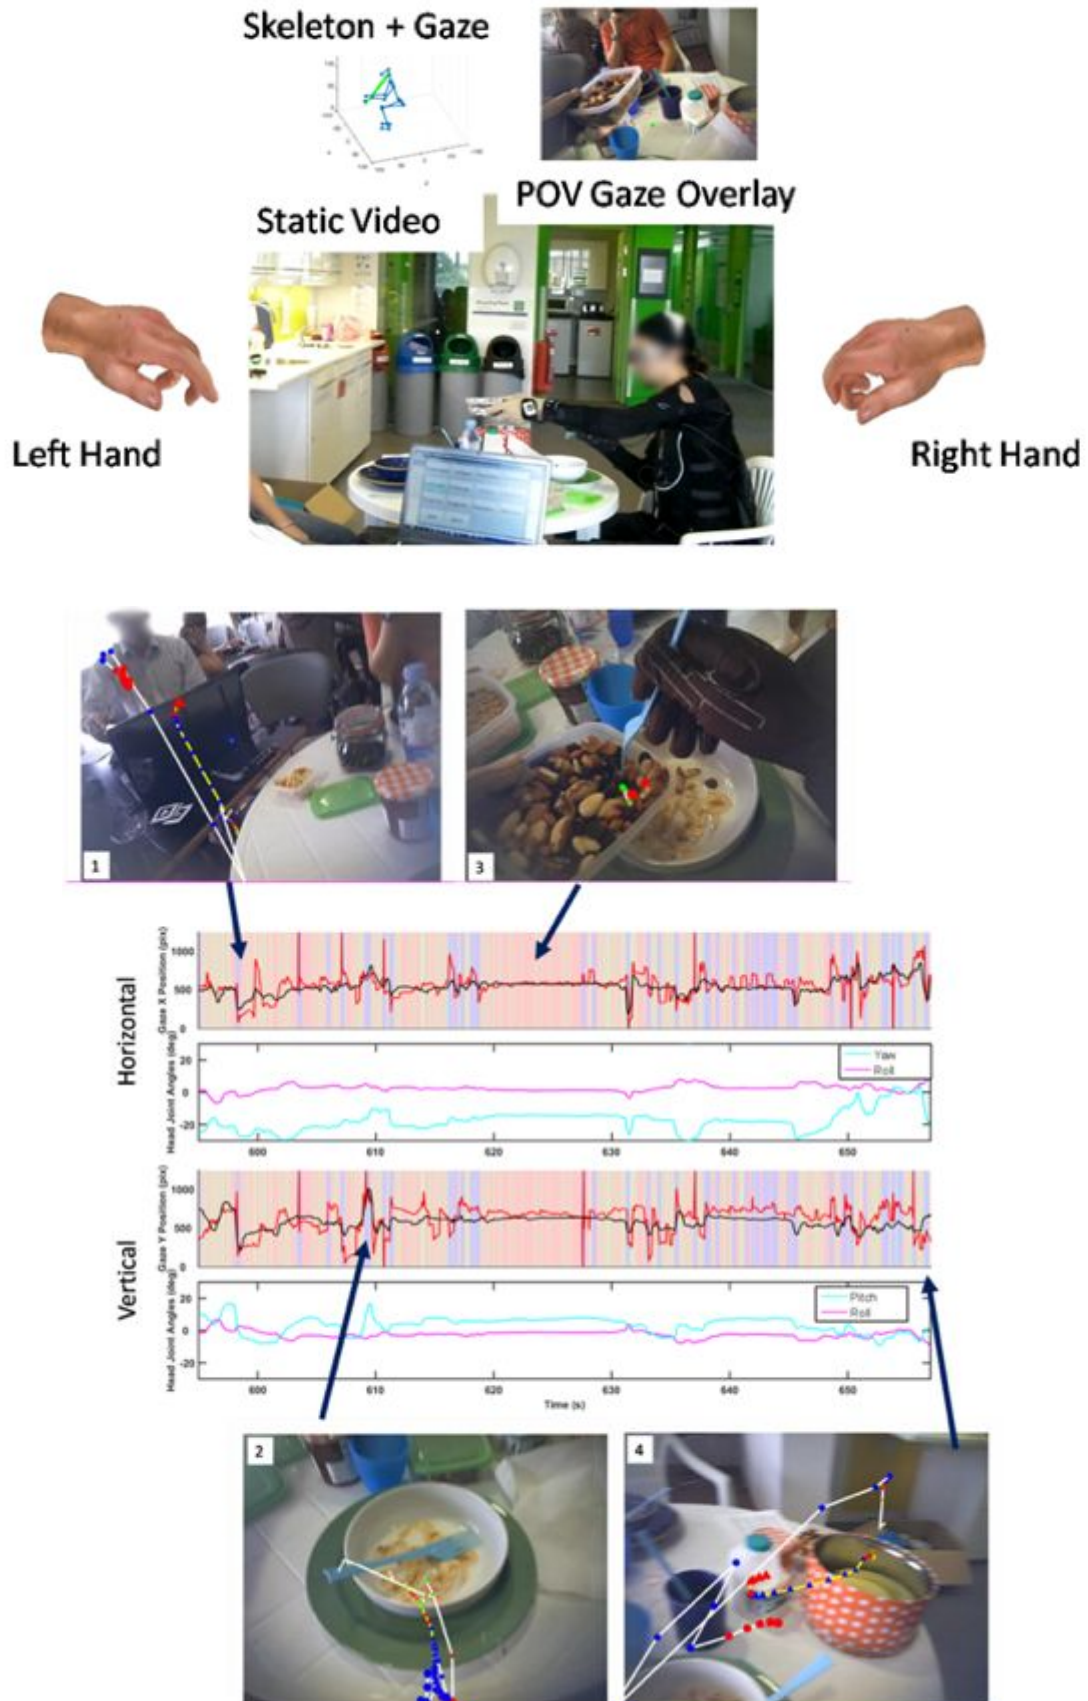 Skeleton + Gaze
POV Gaze Overlay
Static Video
Left Hand
Right Hand
1
3
Horizontal
Gaze X Position (pix)
1000
500
0
Head Joint Angles (deg)
20
0
-20
Yaw
Roll
600
610
620
630
640
650
Vertical
Gaze Y Position (pix)
1000
500
0
Head Joint Angles (deg)
20
0
-20
Pitch
Roll
600
610
620
630
640
650
Time (s)
2
4